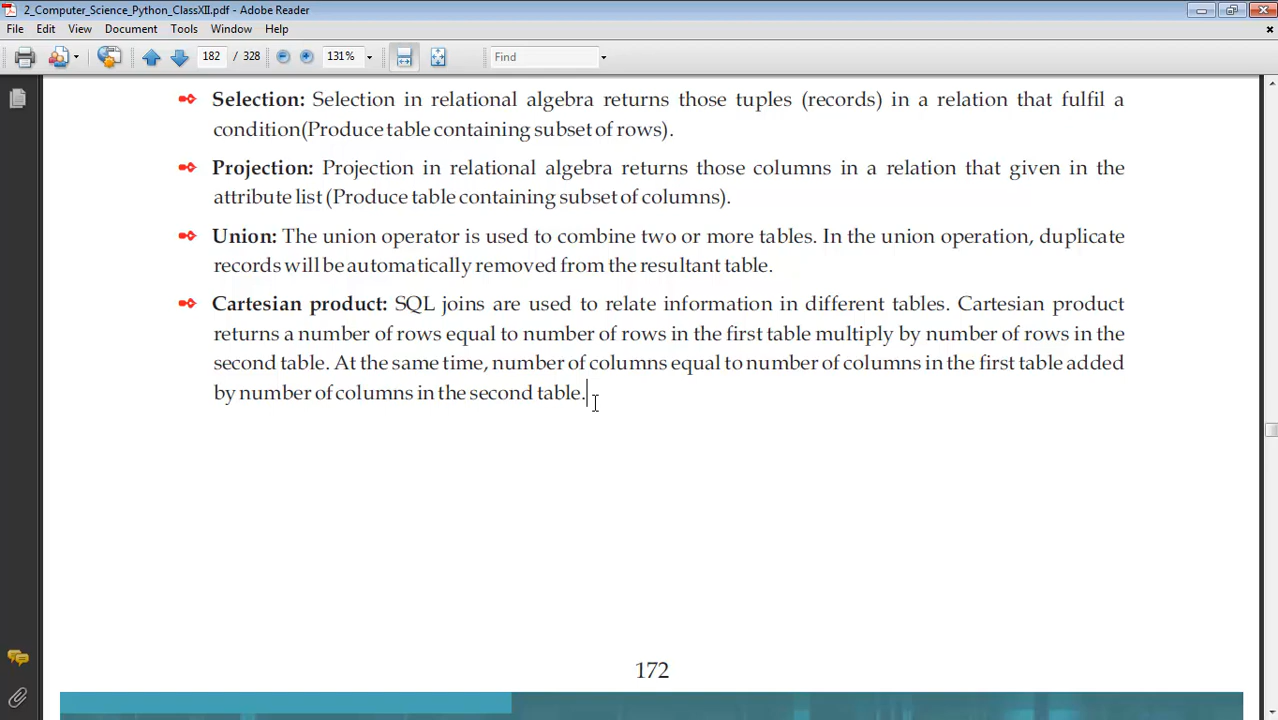 2_Computer_Science_Python_ClassXII.pdf - Adobe Reader
File Edit View Document Tools Window Help
182 / 328 131% Find
Selection: Selection in relational algebra returns those tuples (records) in a relation that fulfil a
condition(Produce table containing subset of rows).
Projection: Projection in relational algebra returns those columns in a relation that given in the
attribute list (Produce table containing subset of columns).
Union: The union operator is used to combine two or more tables. In the union operation, duplicate
records will be automatically removed from the resultant table.
Cartesian product: SQL joins are used to relate information in different tables. Cartesian product
returns a number of rows equal to number of rows in the first table multiply by number of rows in the
second table. At the same time, number of columns equal to number of columns in the first table added
by number of columns in the second table.
172